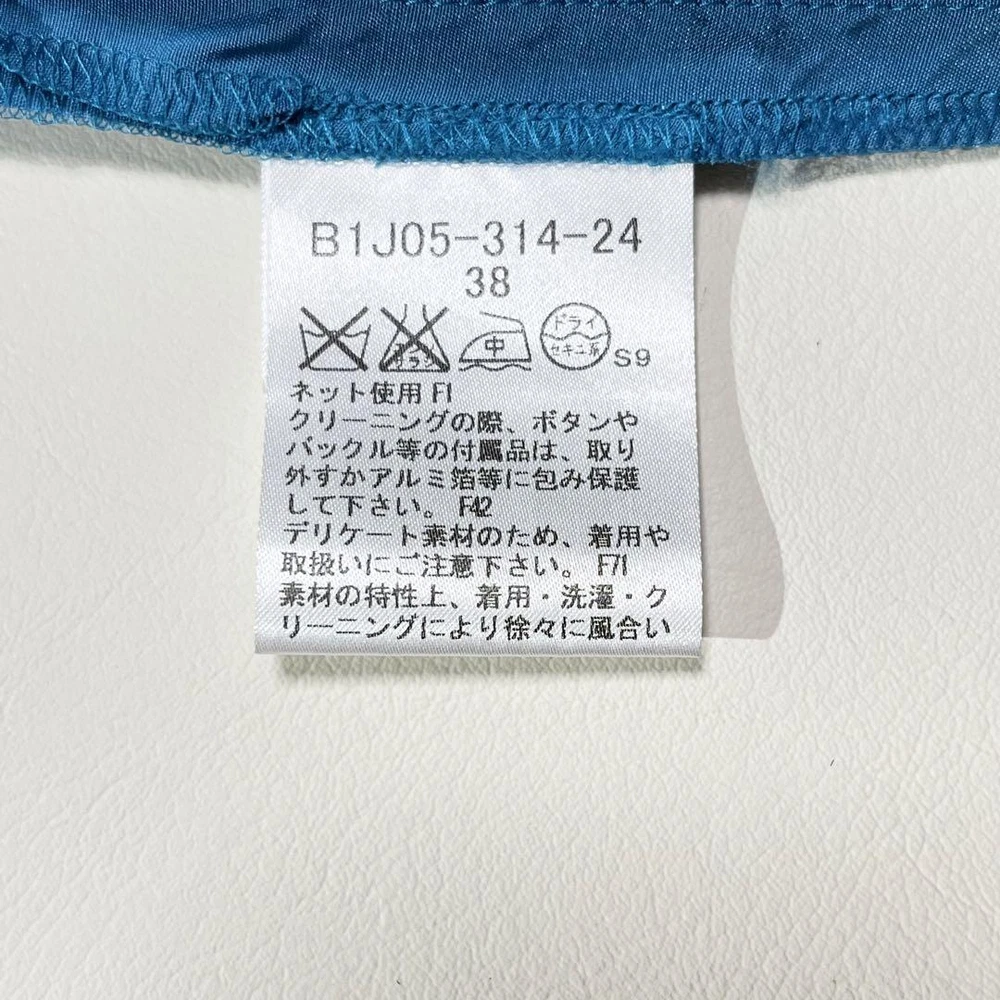 B1J05-314-24
38
中 ドライ セキユ系 S9
ネット使用 F1
クリーニングの際、ボタンや
バックル等の付属品は、取り
外すかアルミ箔等に包み保護
して下さい。 F42
デリケート素材のため、着用や
取扱いにご注意下さい。 F71
素材の特性上、着用・洗濯・ク
リーニングにより徐々に風合い